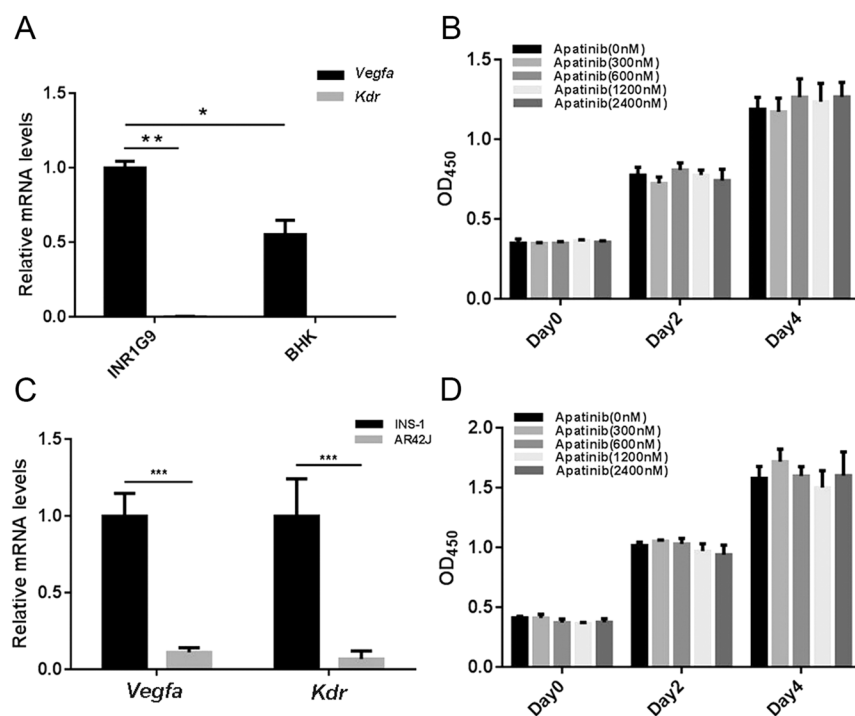 A
Vegfa
Kdr
Relative mRNA levels
1.5
1.0
0.5
0.0
*
**
INR1G9
BHK
B
Apatinib(0nM)
Apatinib(300nM)
Apatinib(600nM)
Apatinib(1200nM)
Apatinib(2400nM)
OD450
1.5
1.0
0.5
0.0
Day0
Day2
Day4
C
INS-1
AR42J
Relative mRNA levels
1.5
1.0
0.5
0.0
***
***
Vegfa
Kdr
D
Apatinib(0nM)
Apatinib(300nM)
Apatinib(600nM)
Apatinib(1200nM)
Apatinib(2400nM)
OD450
2.0
1.5
1.0
0.5
0.0
Day0
Day2
Day4